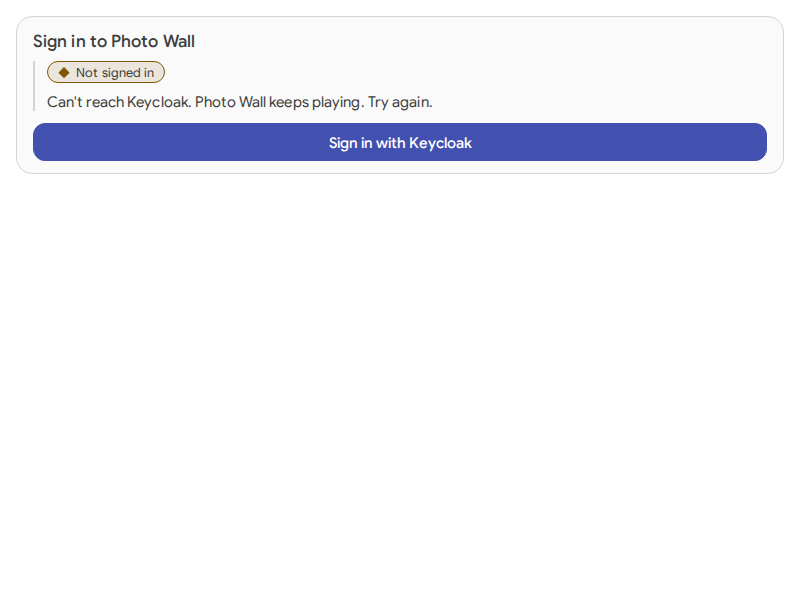 Sign in to Photo Wall
Not signed in
Can't reach Keycloak. Photo Wall keeps playing. Try again.
Sign in with Keycloak